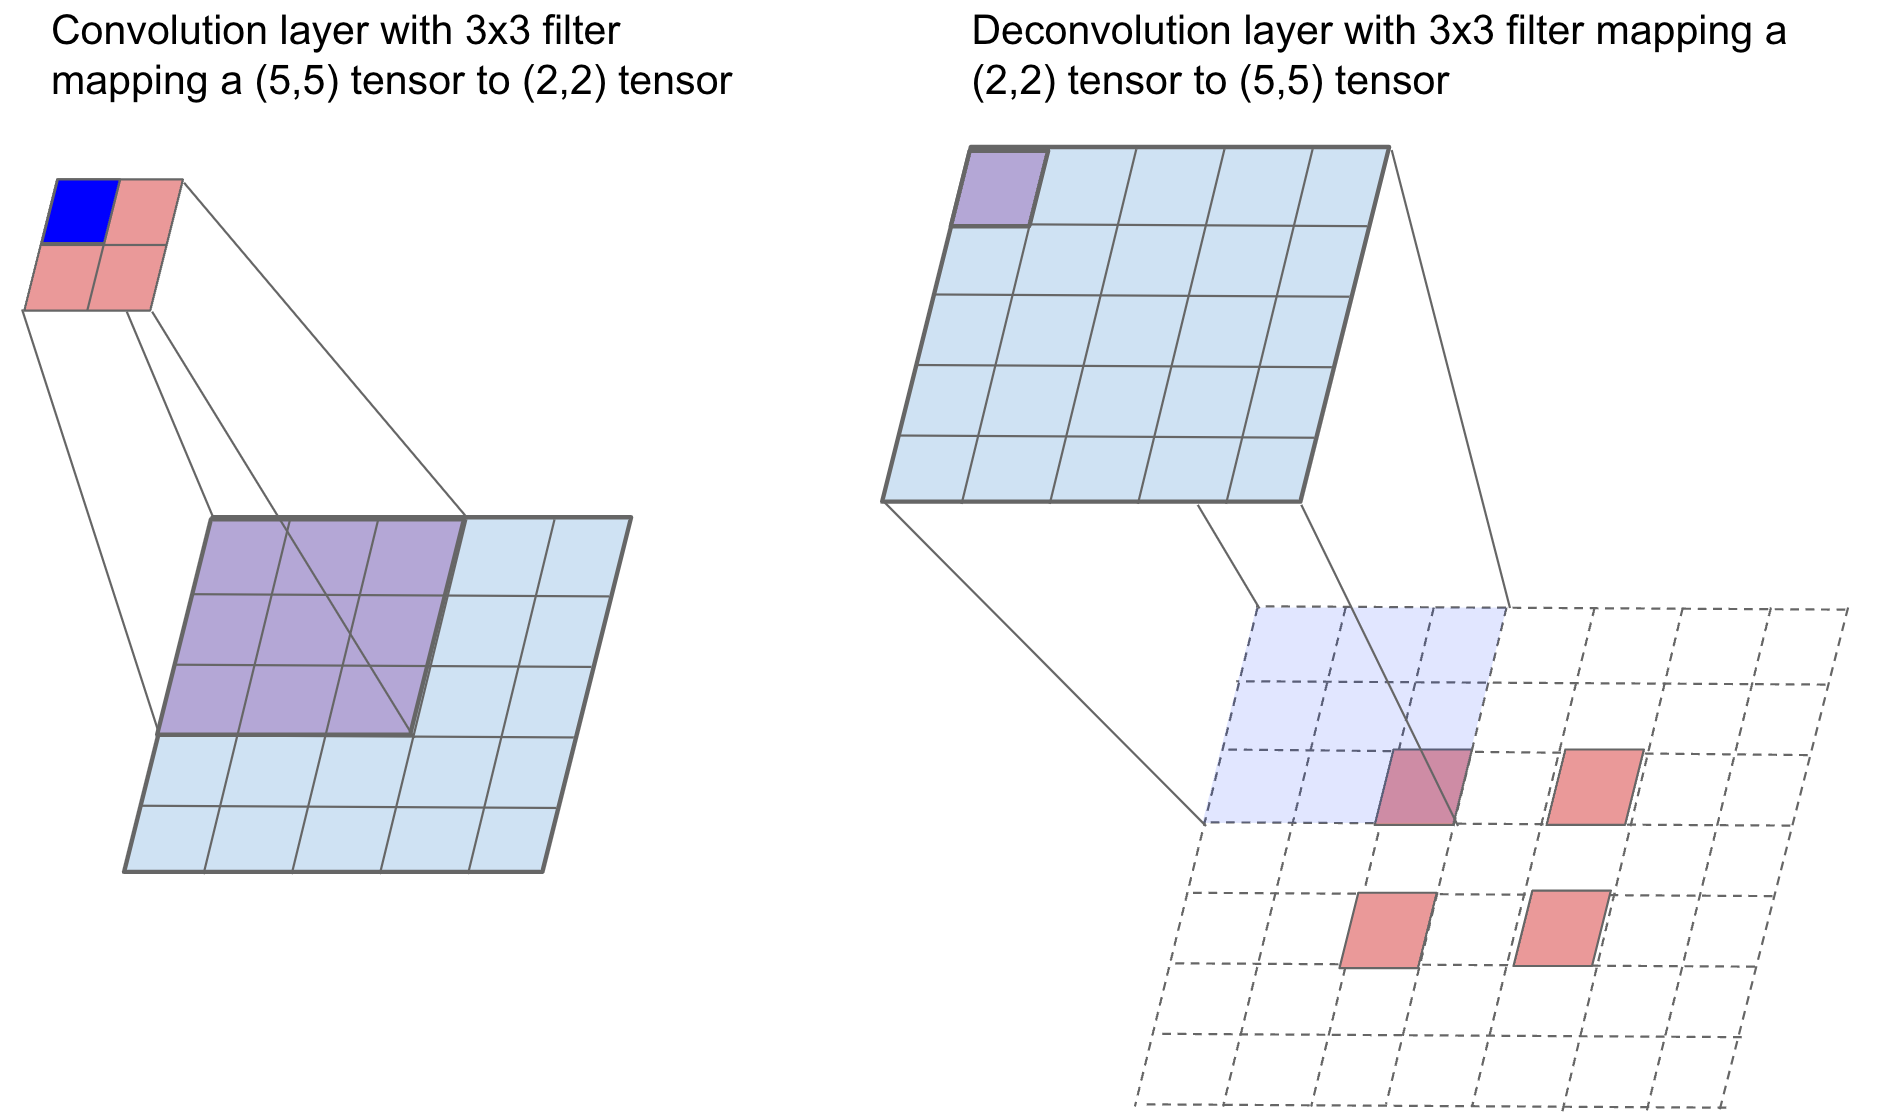 Convolution layer with 3x3 filter
mapping a (5,5) tensor to (2,2) tensor
Deconvolution layer with 3x3 filter mapping a
(2,2) tensor to (5,5) tensor